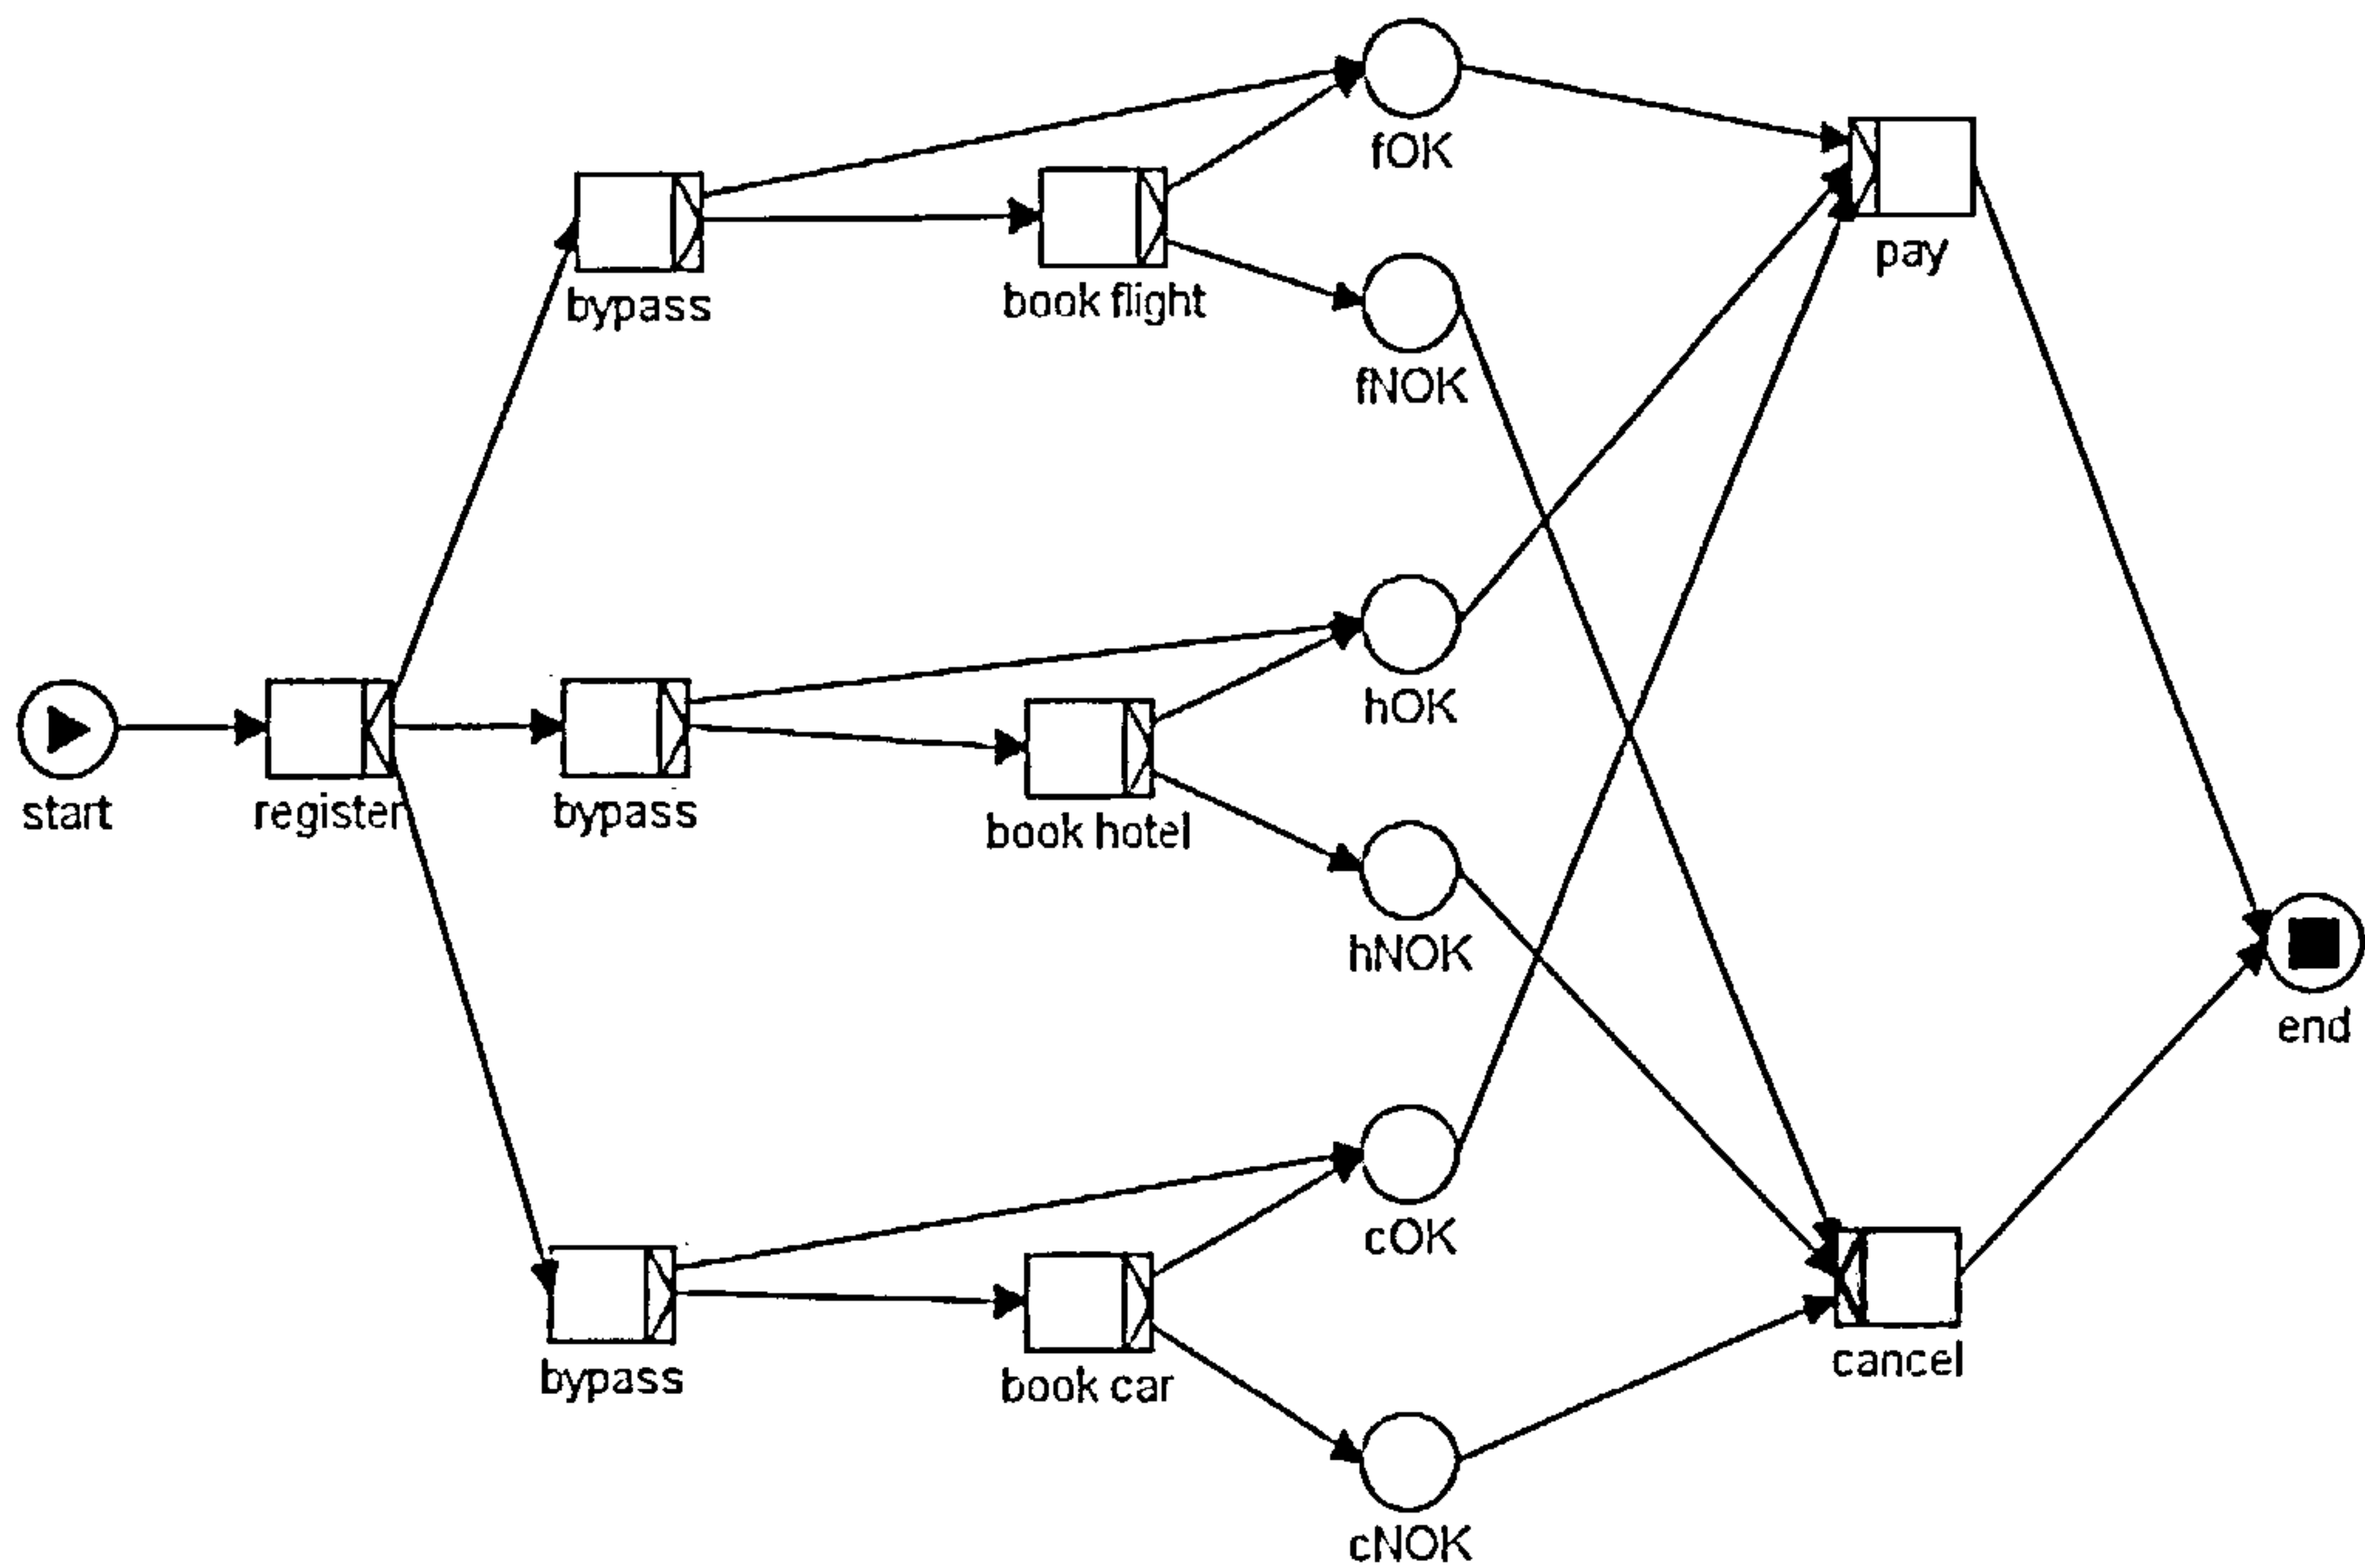 fOK
pay
bypass
book flight
fNOK
hOK
start
register
bypass
book hotel
hNOK
end
cOK
cancel
bypass
book car
cNOK